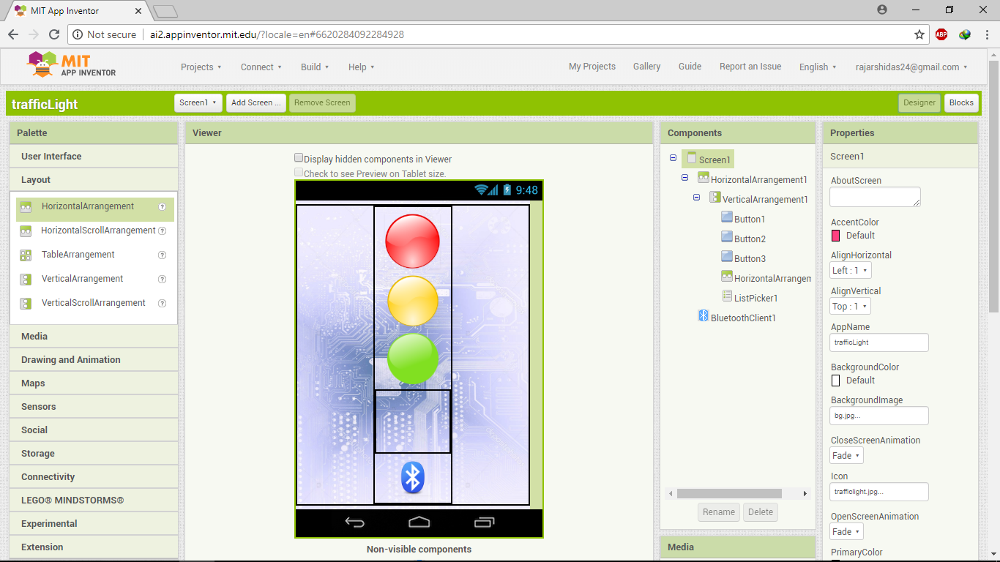 MIT App Inventor
Not secure | ai2.appinventor.mit.edu/?locale=en#6620284092284928
ABP
MIT
APP INVENTOR
Projects
Connect
Build
Help
My Projects
Gallery
Guide
Report an Issue
English
rajarshidas24@gmail.com
trafficLight
Screen1
Add Screen ...
Remove Screen
Designer
Blocks
Palette
User Interface
Layout
HorizontalArrangement ?
HorizontalScrollArrangement ?
TableArrangement ?
VerticalArrangement ?
VerticalScrollArrangement ?
Media
Drawing and Animation
Maps
Sensors
Social
Storage
Connectivity
LEGO® MINDSTORMS®
Experimental
Extension
Viewer
Display hidden components in Viewer
Check to see Preview on Tablet size.
9:48
Non-visible components
Components
Screen1
HorizontalArrangement1
VerticalArrangement1
Button1
Button2
Button3
HorizontalArrangem
ListPicker1
BluetoothClient1
Rename
Delete
Media
Properties
Screen1
AboutScreen
AccentColor
Default
AlignHorizontal
Left : 1
AlignVertical
Top : 1
AppName
trafficLight
BackgroundColor
Default
BackgroundImage
bg.jpg...
CloseScreenAnimation
Fade
Icon
trafficlight.jpg...
OpenScreenAnimation
Fade
PrimaryColor